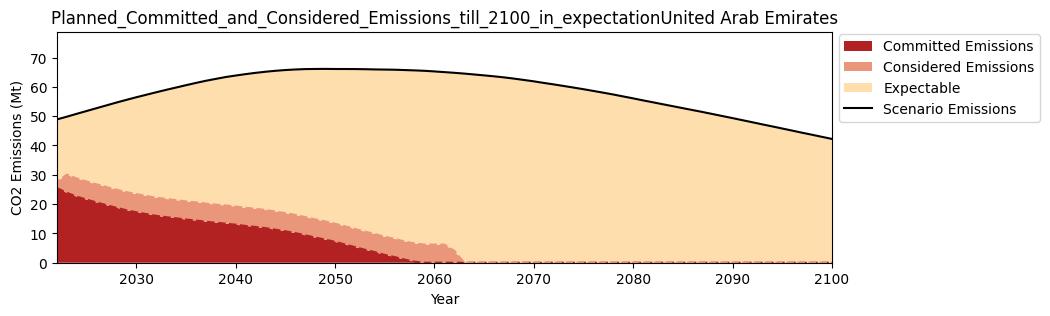 Planned_Committed_and_Considered_Emissions_till_2100_in_expectationUnited Arab Emirates
Committed Emissions
Considered Emissions
Expectable
Scenario Emissions
CO2 Emissions (Mt)
70
60
50
40
30
20
10
0
2030 2040 2050 2060 2070 2080 2090 2100
Year